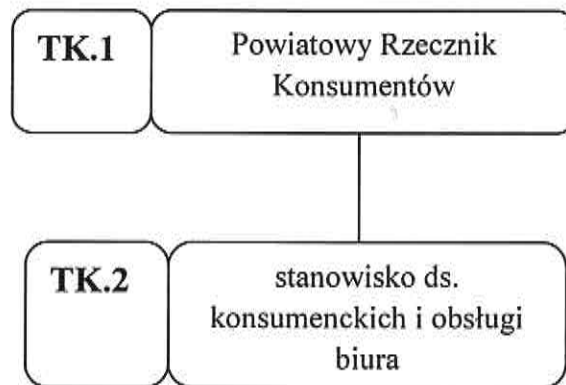 TK.1
Powiatowy Rzecznik
Konsumentów
TK.2
stanowisko ds.
konsumenckich i obsługi
biura